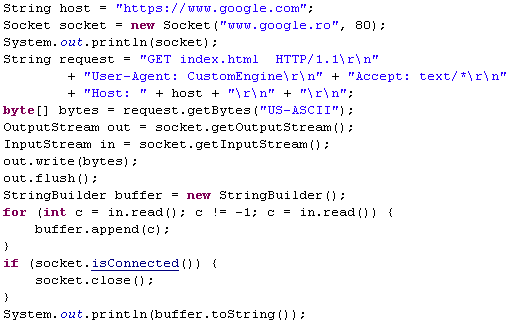 String host = "https://www.google.com";
Socket socket = new Socket("www.google.ro", 80);
System.out.println(socket);
String request = "GET index.html  HTTP/1.1\r\n"
        + "User-Agent: CustomEngine\r\n" + "Accept: text/*\r\n"
        + "Host: " + host + "\r\n" + "\r\n";
byte[] bytes = request.getBytes("US-ASCII");
OutputStream out = socket.getOutputStream();
InputStream in = socket.getInputStream();
out.write(bytes);
out.flush();
StringBuilder buffer = new StringBuilder();
for (int c = in.read(); c != -1; c = in.read()) {
    buffer.append(c);
}
if (socket.isConnected()) {
    socket.close();
}
System.out.println(buffer.toString());